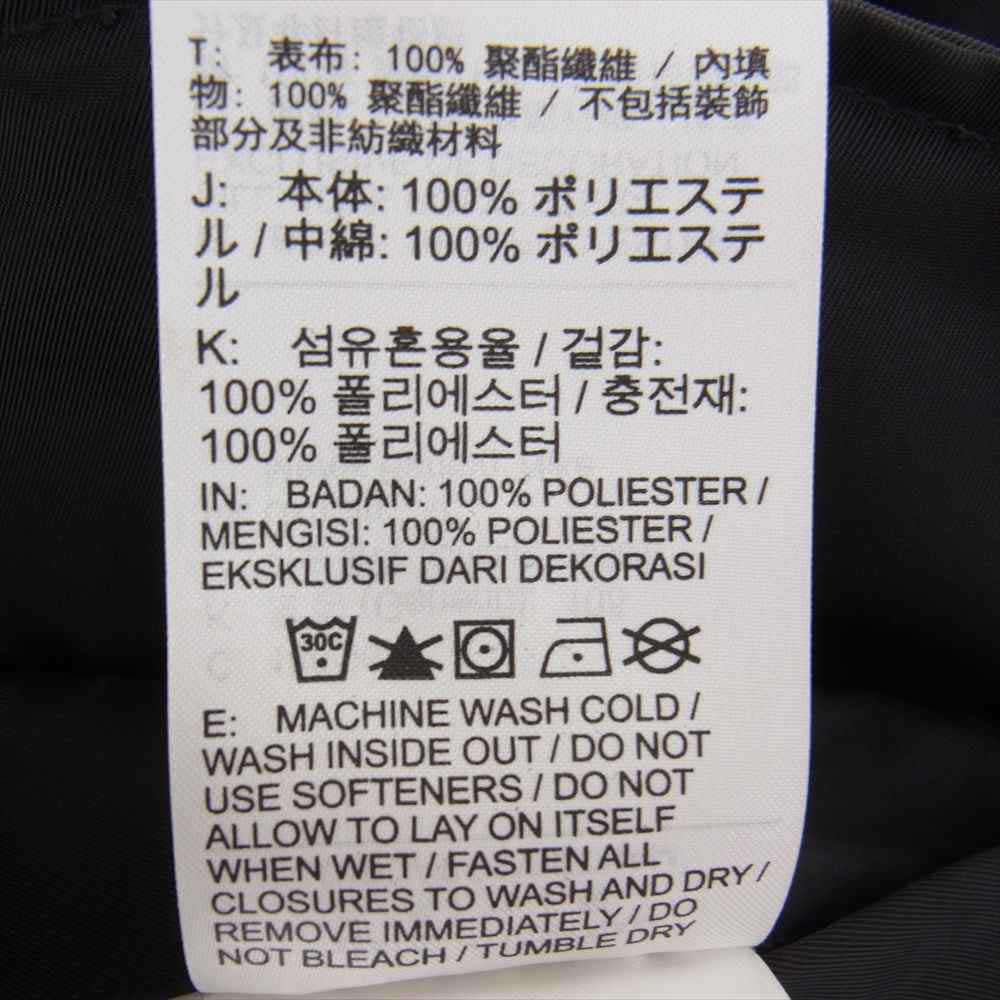 T: 表布: 100% 聚酯纖維 / 內填
物: 100% 聚酯纖維 / 不包括裝飾
部分及非紡織材料
J: 本体: 100% ポリエステ
ル / 中綿: 100% ポリエステ
ル
K: 섬유혼용율 / 겉감:
100% 폴리에스터 / 충전재:
100% 폴리에스터
IN: BADAN: 100% POLIESTER /
MENGISI: 100% POLIESTER /
EKSKLUSIF DARI DEKORASI
30C
E: MACHINE WASH COLD /
WASH INSIDE OUT / DO NOT
USE SOFTENERS / DO NOT
ALLOW TO LAY ON ITSELF
WHEN WET / FASTEN ALL
CLOSURES TO WASH AND DRY /
REMOVE IMMEDIATELY / DO
NOT BLEACH / TUMBLE DRY